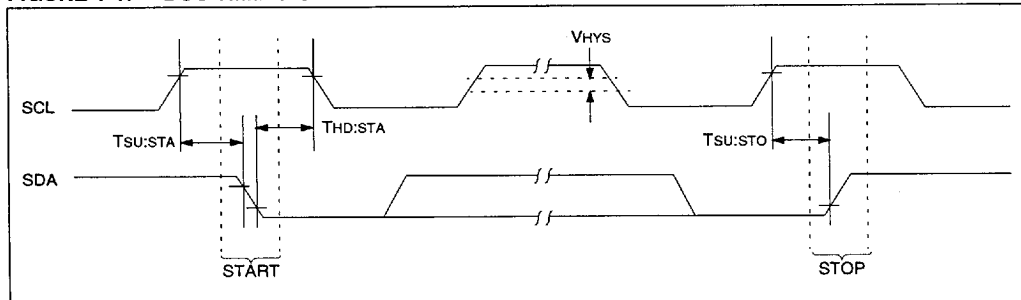 VHYS
SCL
TSU:STA
THD:STA
TSU:STO
SDA
START
STOP